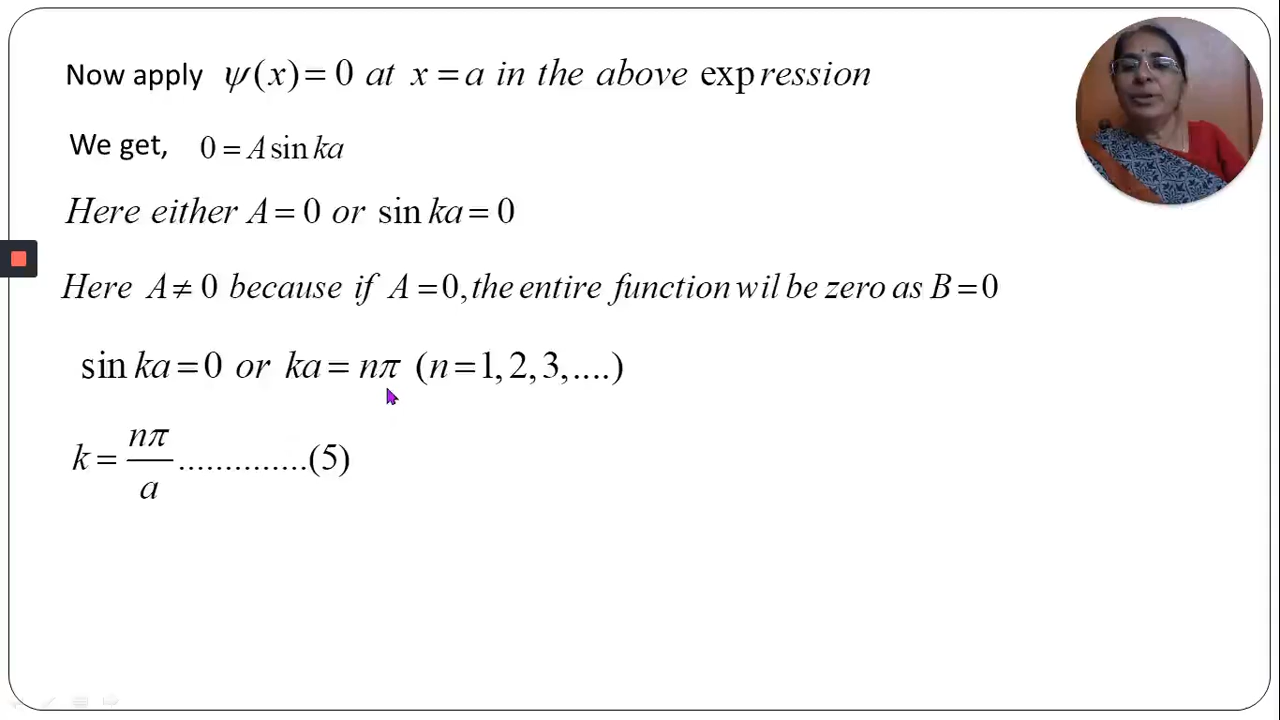 Now apply ψ(x) = 0 at x = a in the above expression
We get, 0 = A sin ka
Here either A = 0 or sin ka = 0
Here A ≠ 0 because if A = 0, the entire function wil be zero as B = 0
sin ka = 0 or ka = nπ (n = 1, 2, 3, ....)
k = nπ/a ..............(5)